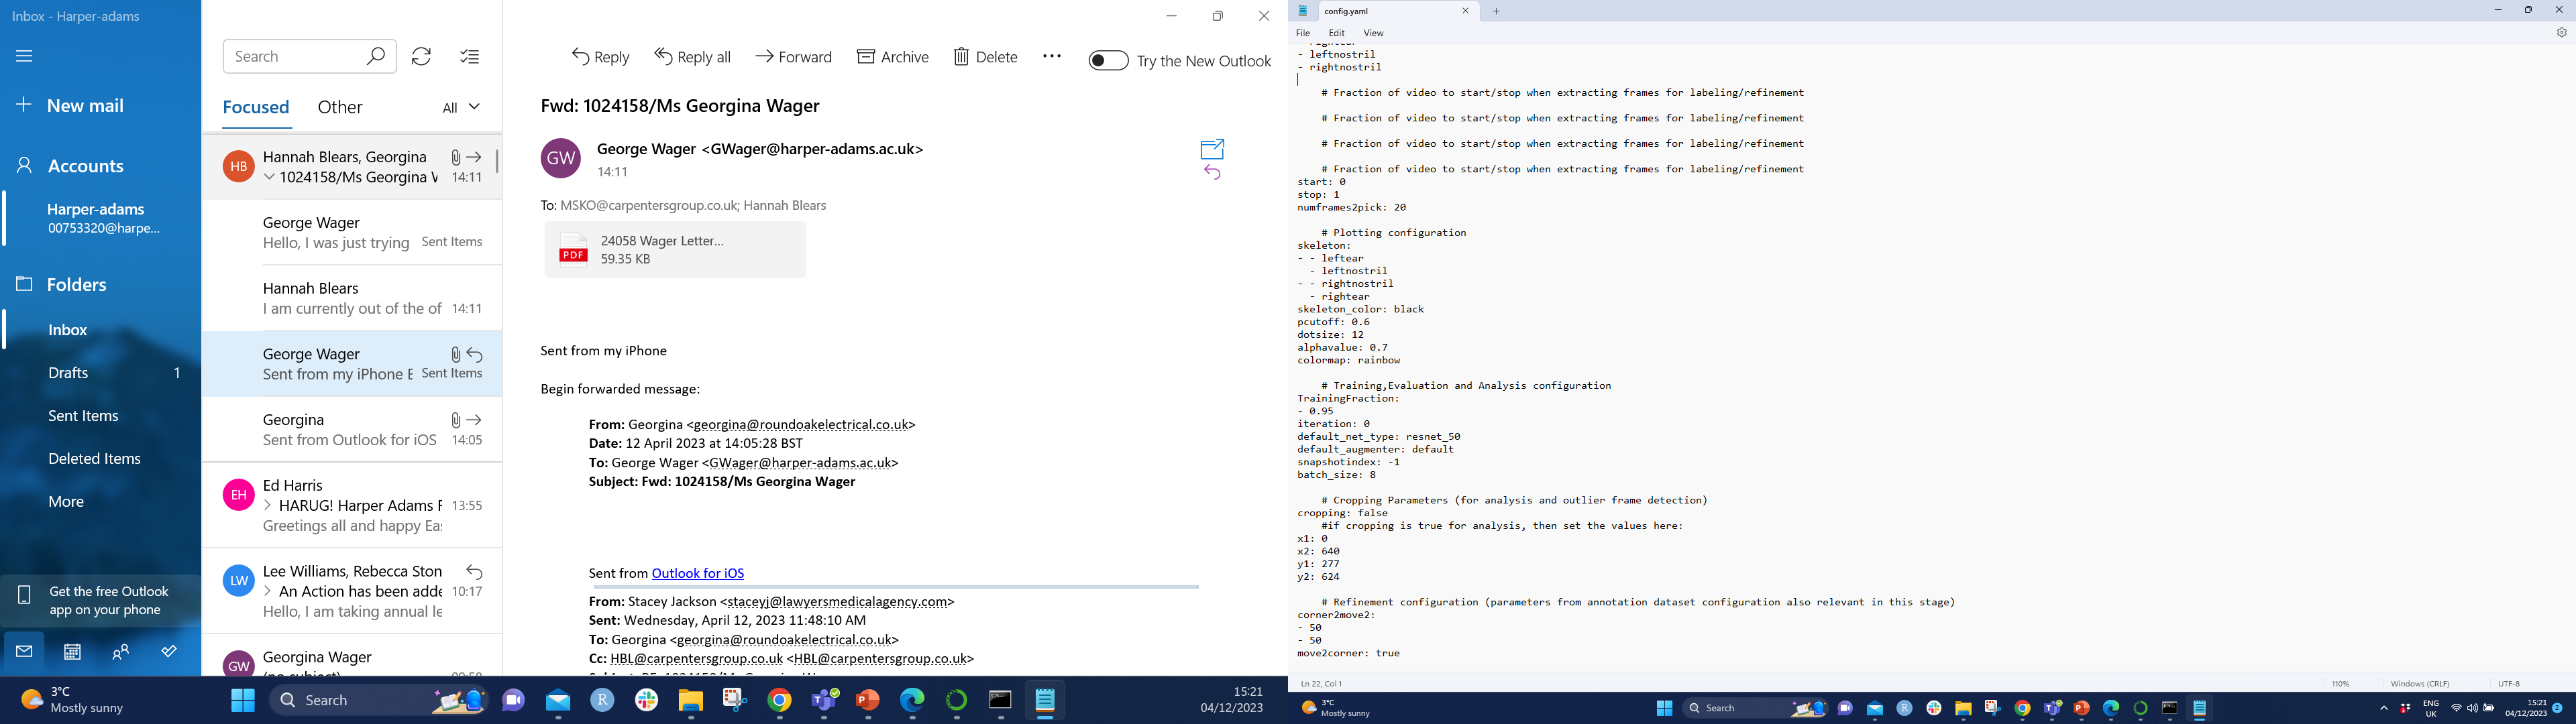 Inbox - Harper-adams
New mail
Accounts
Harper-adams
00753320@harpe...
Folders
Inbox
Drafts 1
Sent Items
Deleted Items
More
Get the free Outlook
app on your phone
Search
Focused Other All
HB
Hannah Blears, Georgina
1024158/Ms Georgina W 14:11
George Wager
Hello, I was just trying Sent Items
Hannah Blears
I am currently out of the of 14:11
George Wager
Sent from my iPhone B Sent Items
Georgina
Sent from Outlook for iOS 14:05
EH
Ed Harris
HARUG! Harper Adams F 13:55
Greetings all and happy Eas
LW
Lee Williams, Rebecca Ston
An Action has been adde 10:17
Hello, I am taking annual le
GW
Georgina Wager
Reply Reply all Forward Archive Delete ... Try the New Outlook
Fwd: 1024158/Ms Georgina Wager
GW
George Wager <GWager@harper-adams.ac.uk>
14:11
To: MSKO@carpentersgroup.co.uk; Hannah Blears
PDF
24058 Wager Letter...
59.35 KB
Sent from my iPhone
Begin forwarded message:
From: Georgina <georgina@roundoakelectrical.co.uk>
Date: 12 April 2023 at 14:05:28 BST
To: George Wager <GWager@harper-adams.ac.uk>
Subject: Fwd: 1024158/Ms Georgina Wager
Sent from Outlook for iOS
From: Stacey Jackson <staceyj@lawyersmedicalagency.com>
Sent: Wednesday, April 12, 2023 11:48:10 AM
To: Georgina <georgina@roundoakelectrical.co.uk>
Cc: HBL@carpentersgroup.co.uk <HBL@carpentersgroup.co.uk>
3°C
Mostly sunny
Search
15:21
04/12/2023
config.yaml
File Edit View
- leftnostril
- rightnostril
# Fraction of video to start/stop when extracting frames for labeling/refinement
# Fraction of video to start/stop when extracting frames for labeling/refinement
# Fraction of video to start/stop when extracting frames for labeling/refinement
# Fraction of video to start/stop when extracting frames for labeling/refinement
start: 0
stop: 1
numframes2pick: 20
# Plotting configuration
skeleton:
- - leftear
- leftnostril
- - rightnostril
- rightear
skeleton_color: black
pcutoff: 0.6
dotsize: 12
alphavalue: 0.7
colormap: rainbow
# Training,Evaluation and Analysis configuration
TrainingFraction:
- 0.95
iteration: 0
default_net_type: resnet_50
default_augmenter: default
snapshotindex: -1
batch_size: 8
# Cropping Parameters (for analysis and outlier frame detection)
cropping: false
#if cropping is true for analysis, then set the values here:
x1: 0
x2: 640
y1: 277
y2: 624
# Refinement configuration (parameters from annotation dataset configuration also relevant in this stage)
corner2move2:
- 50
- 50
move2corner: true
Ln 22, Col 1 110% Windows (CRLF) UTF-8
3°C
Mostly sunny
Search
ENG
UK
15:21
04/12/2023